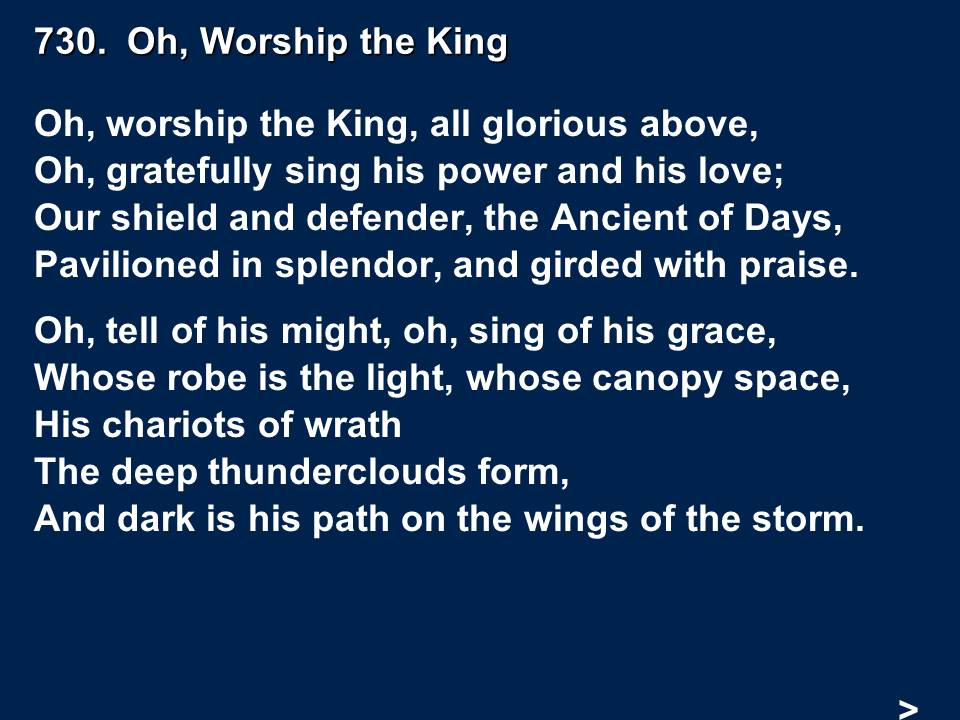 730.  Oh, Worship the King
Oh, worship the King, all glorious above,
Oh, gratefully sing his power and his love;
Our shield and defender, the Ancient of Days,
Pavilioned in splendor, and girded with praise.
Oh, tell of his might, oh, sing of his grace,
Whose robe is the light, whose canopy space,
His chariots of wrath
The deep thunderclouds form,
And dark is his path on the wings of the storm.
>